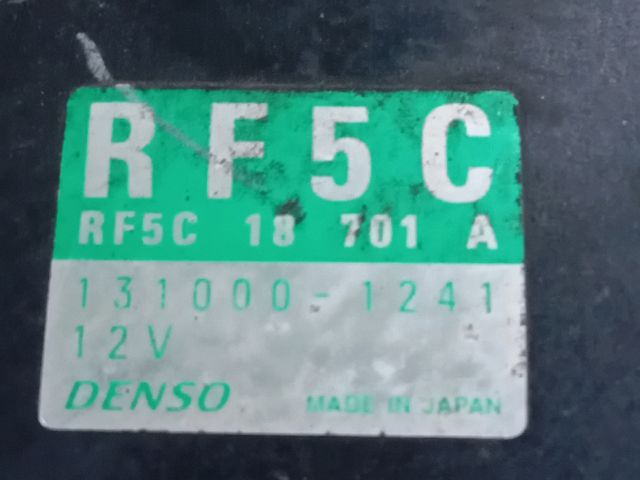 RF5C
RF5C 18 701 A
131000-1241
12V
DENSO
MADE IN JAPAN